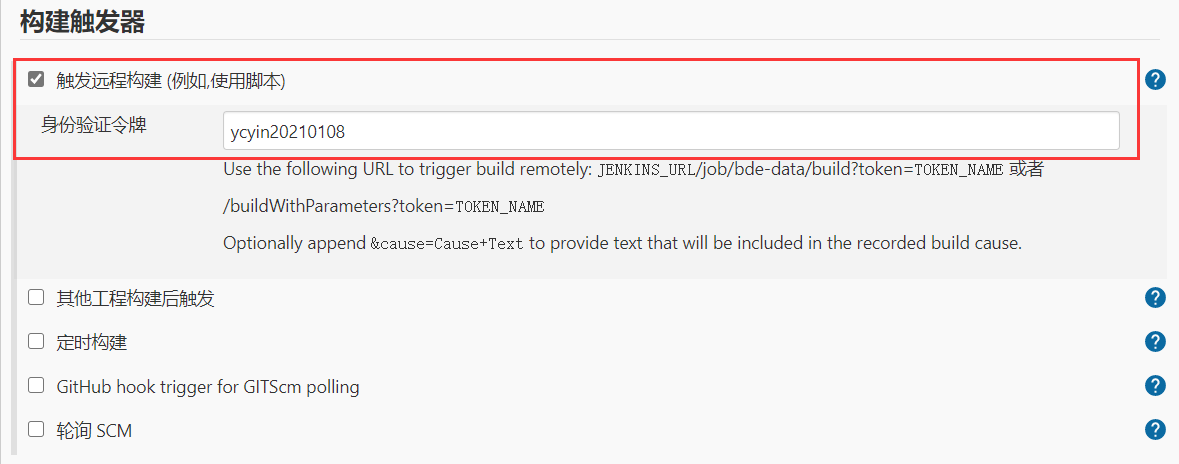 构建触发器
触发远程构建 (例如,使用脚本)
身份验证令牌
ycyin20210108
Use the following URL to trigger build remotely: JENKINS_URL/job/bde-data/build?token=TOKEN_NAME 或者
/buildWithParameters?token=TOKEN_NAME
Optionally append &cause=Cause+Text to provide text that will be included in the recorded build cause.
其他工程构建后触发
定时构建
GitHub hook trigger for GITScm polling
轮询 SCM